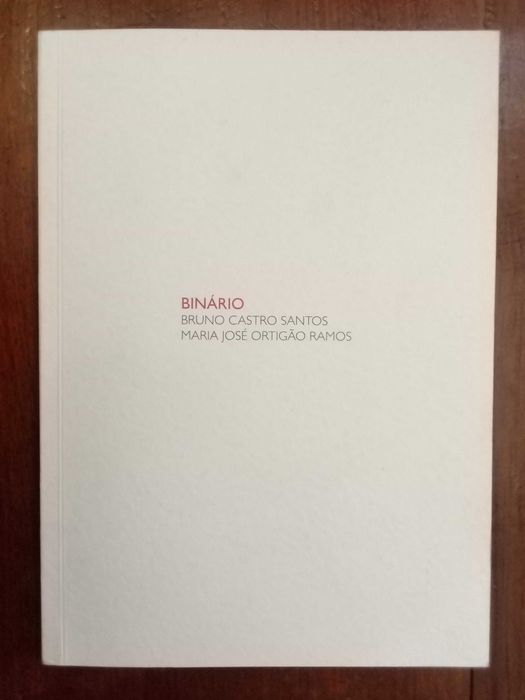 BINÁRIO
BRUNO CASTRO SANTOS
MARIA JOSÉ ORTIGÃO RAMOS